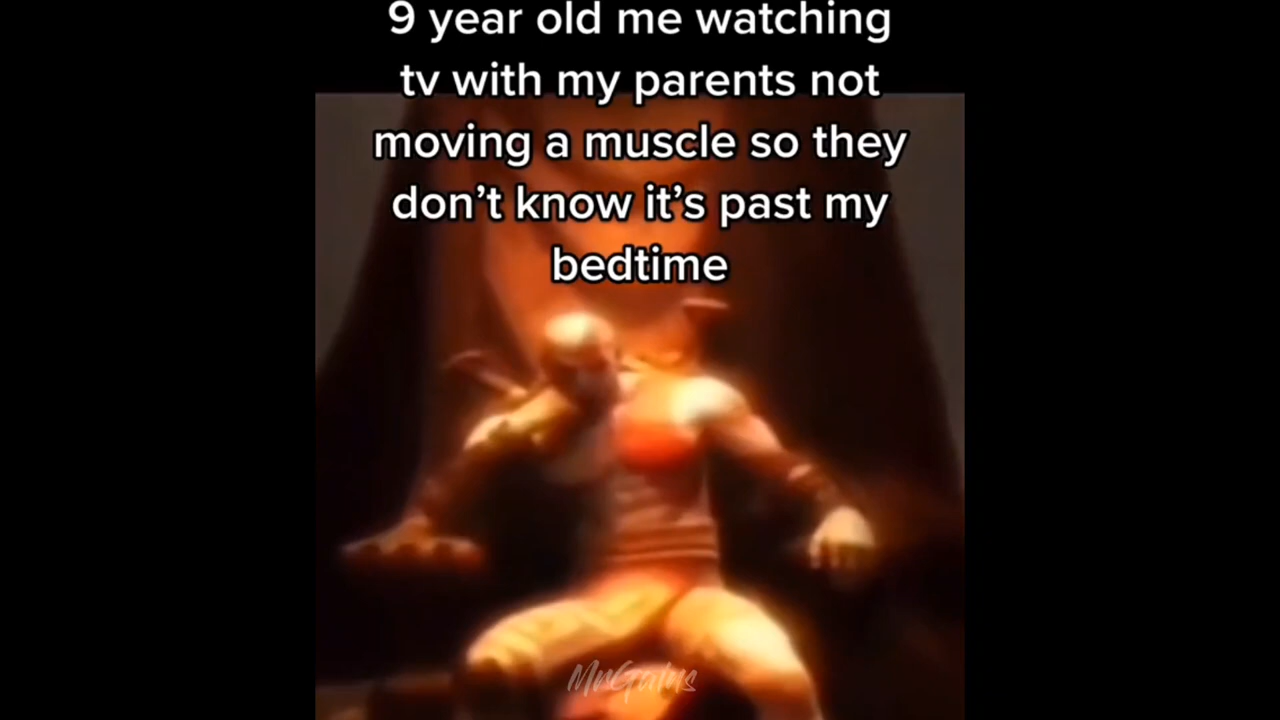 9 year old me watching
tv with my parents not
moving a muscle so they
don’t know it’s past my
bedtime
MrGains